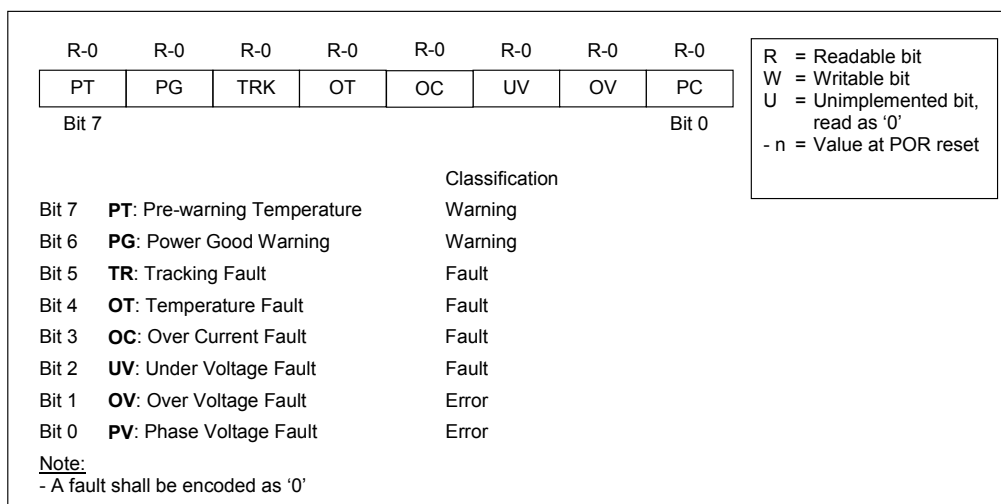 R-0 R-0 R-0 R-0 R-0 R-0 R-0 R-0
PT PG TRK OT OC UV OV PC
Bit 7 Bit 0
R = Readable bit
W = Writable bit
U = Unimplemented bit,
read as ‘0’
- n = Value at POR reset
Classification
Bit 7 PT: Pre-warning Temperature Warning
Bit 6 PG: Power Good Warning Warning
Bit 5 TR: Tracking Fault Fault
Bit 4 OT: Temperature Fault Fault
Bit 3 OC: Over Current Fault Fault
Bit 2 UV: Under Voltage Fault Fault
Bit 1 OV: Over Voltage Fault Error
Bit 0 PV: Phase Voltage Fault Error
Note:
- A fault shall be encoded as ‘0’